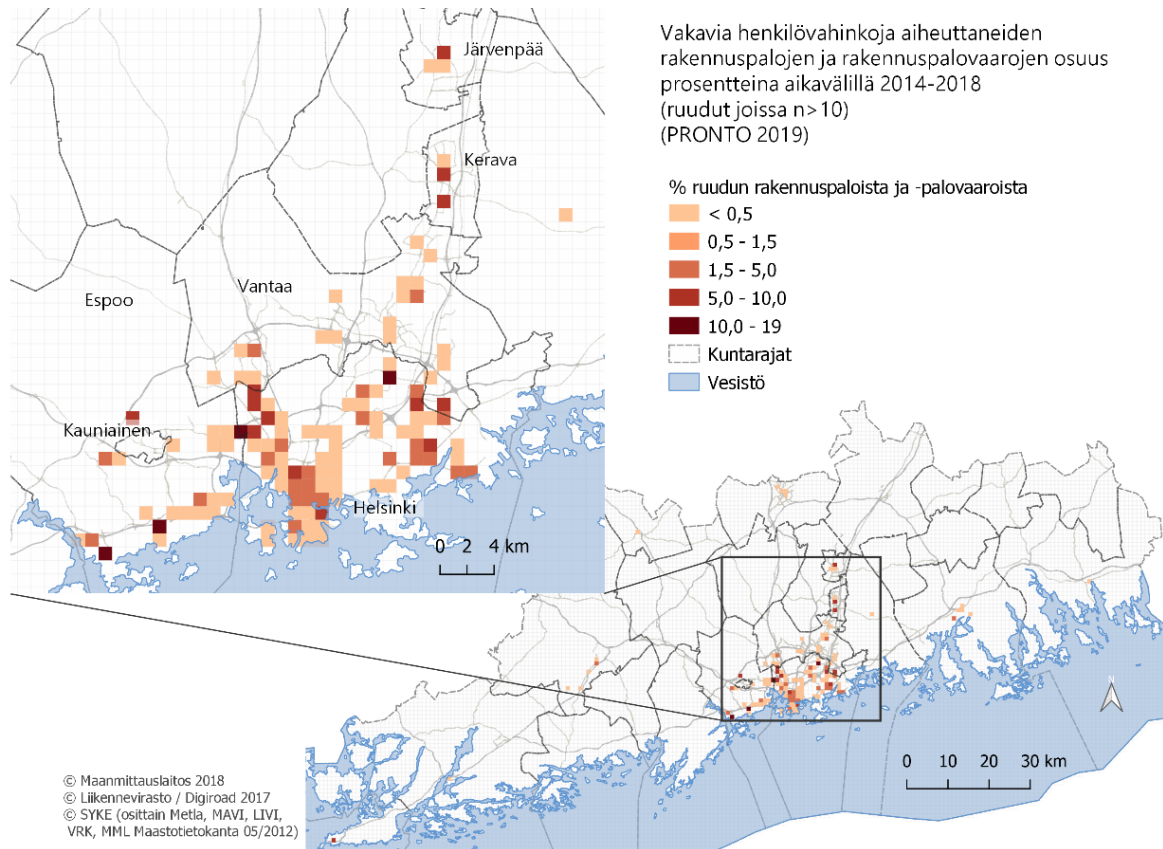 Vakavia henkilövahinkoja aiheuttaneiden
rakennuspalojen ja rakennuspalovaarojen osuus
prosentteina aikavälillä 2014-2018
(ruudut joissa n>10)
(PRONTO 2019)
% ruudun rakennuspaloista ja -palovaaroista
< 0,5
0,5 - 1,5
1,5 - 5,0
5,0 - 10,0
10,0 - 19
Kuntarajat
Vesistö
Järvenpää
Kerava
Vantaa
Espoo
Kauniainen
Helsinki
0 2 4 km
N
0 10 20 30 km
© Maanmittauslaitos 2018
© Liikennevirasto / Digiroad 2017
© SYKE (osittain Metla, MAVI, LIVI,
VRK, MML Maastotietokanta 05/2012)